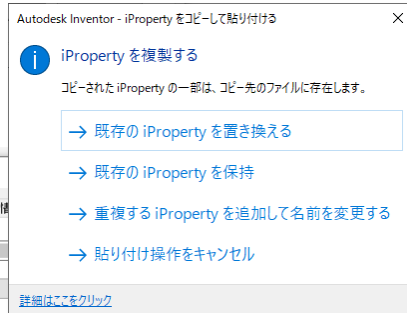 Autodesk Inventor - iProperty をコピーして貼り付ける
iProperty を複製する
コピーされた iProperty の一部は、コピー先のファイルに存在します。
→ 既存の iProperty を置き換える
→ 既存の iProperty を保持
→ 重複する iProperty を追加して名前を変更する
→ 貼り付け操作をキャンセル
詳細はここをクリック